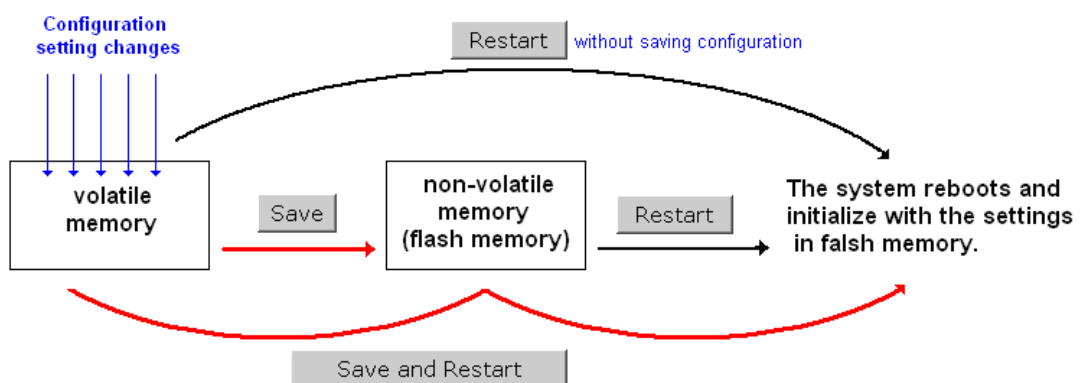 Configuration
setting changes
Restart without saving configuration
volatile
memory
Save
non-volatile
memory
(flash memory)
Restart
The system reboots and
initialize with the settings
in falsh memory.
Save and Restart